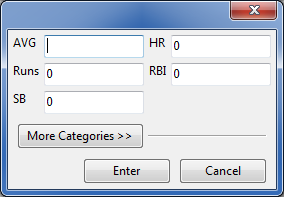 AVG HR 0
Runs 0 RBI 0
SB 0
More Categories >>
Enter Cancel